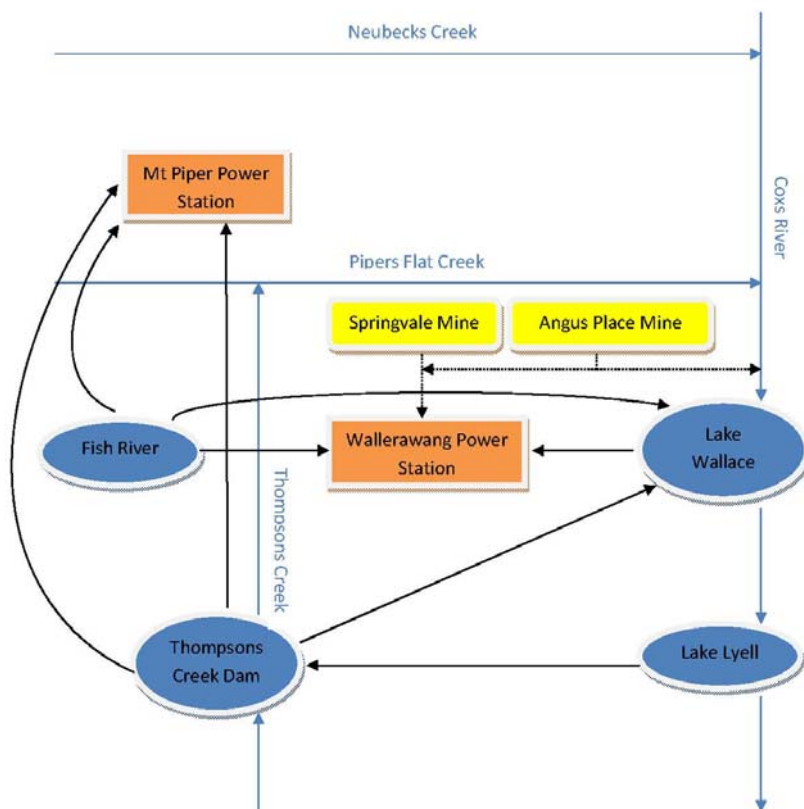 Neubecks Creek
Mt Piper Power
Station
Coxs River
Pipers Flat Creek
Springvale Mine
Angus Place Mine
Fish River
Wallerawang Power
Station
Lake
Wallace
Thompsons Creek
Thompsons
Creek Dam
Lake Lyell